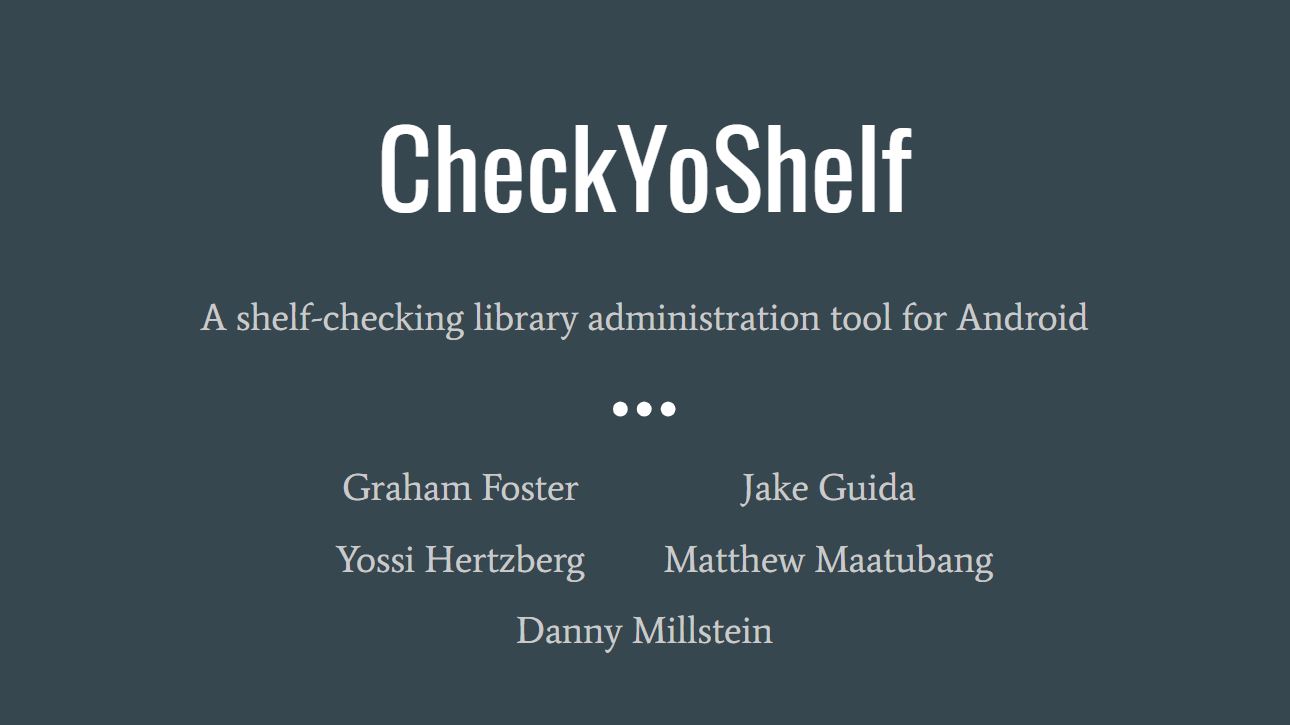 CheckYoShelf
A shelf-checking library administration tool for Android
Graham Foster Jake Guida
Yossi Hertzberg Matthew Maatubang
Danny Millstein